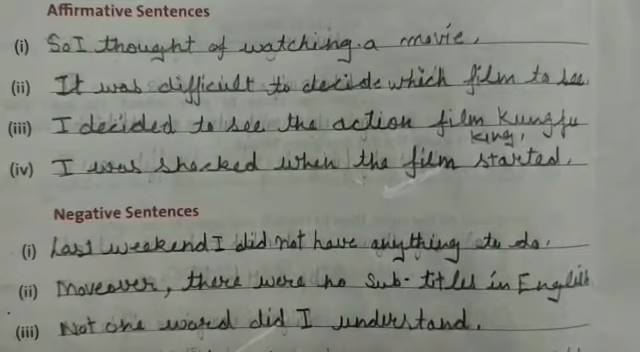 Affirmative Sentences
(i) So I thought of watching a movie.
(ii) It was difficult to decide which film to see
(iii) I decided to see the action film Kungfu
King.
(iv) I was shocked when the film started.
Negative Sentences
(i) Last weekend I did not have anything to do.
(ii) Moveover, there were no Sub-titles in English
(iii) Not one word did I understand.